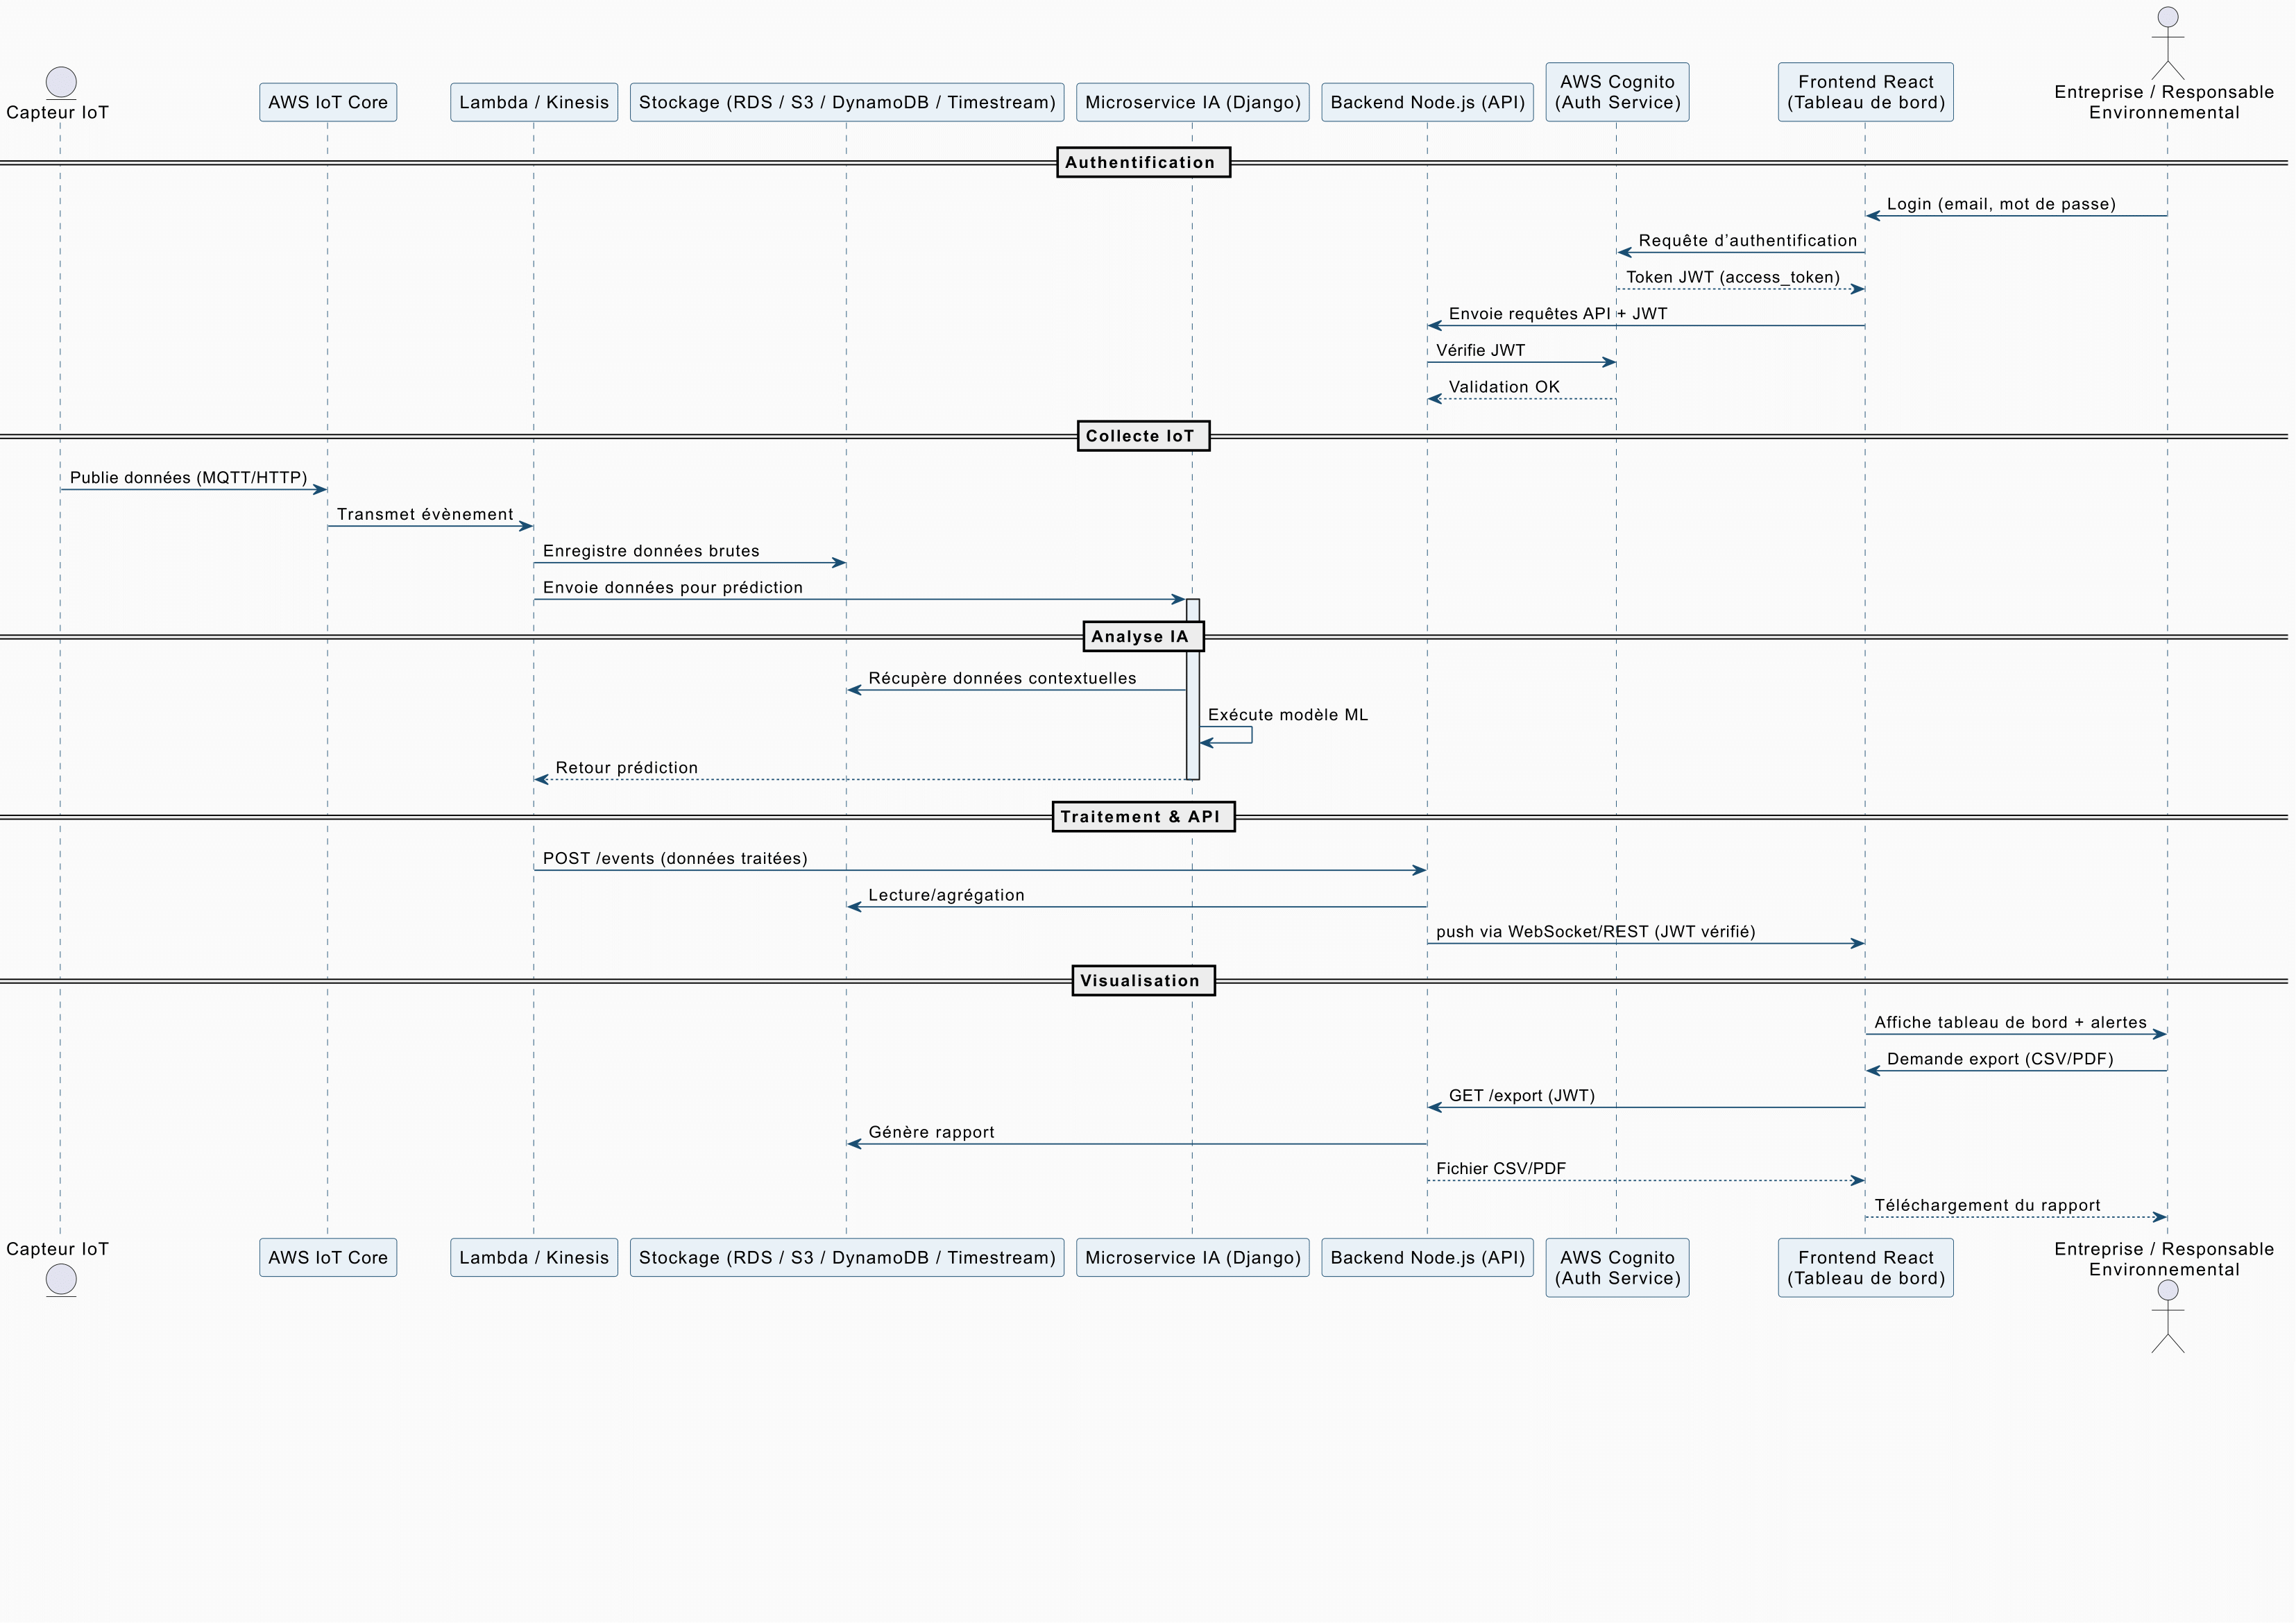 Capteur IoT
AWS IoT Core
Lambda / Kinesis
Stockage (RDS / S3 / DynamoDB / Timestream)
Microservice IA (Django)
Backend Node.js (API)
AWS Cognito
(Auth Service)
Frontend React
(Tableau de bord)
Entreprise / Responsable
Environnemental
Authentification
Login (email, mot de passe)
Requête d’authentification
Token JWT (access_token)
Envoie requêtes API + JWT
Vérifie JWT
Validation OK
Collecte IoT
Publie données (MQTT/HTTP)
Transmet évènement
Enregistre données brutes
Envoie données pour prédiction
Analyse IA
Récupère données contextuelles
Exécute modèle ML
Retour prédiction
Traitement & API
POST /events (données traitées)
Lecture/agrégation
push via WebSocket/REST (JWT vérifié)
Visualisation
Affiche tableau de bord + alertes
Demande export (CSV/PDF)
GET /export (JWT)
Génère rapport
Fichier CSV/PDF
Téléchargement du rapport
Capteur IoT
AWS IoT Core
Lambda / Kinesis
Stockage (RDS / S3 / DynamoDB / Timestream)
Microservice IA (Django)
Backend Node.js (API)
AWS Cognito
(Auth Service)
Frontend React
(Tableau de bord)
Entreprise / Responsable
Environnemental